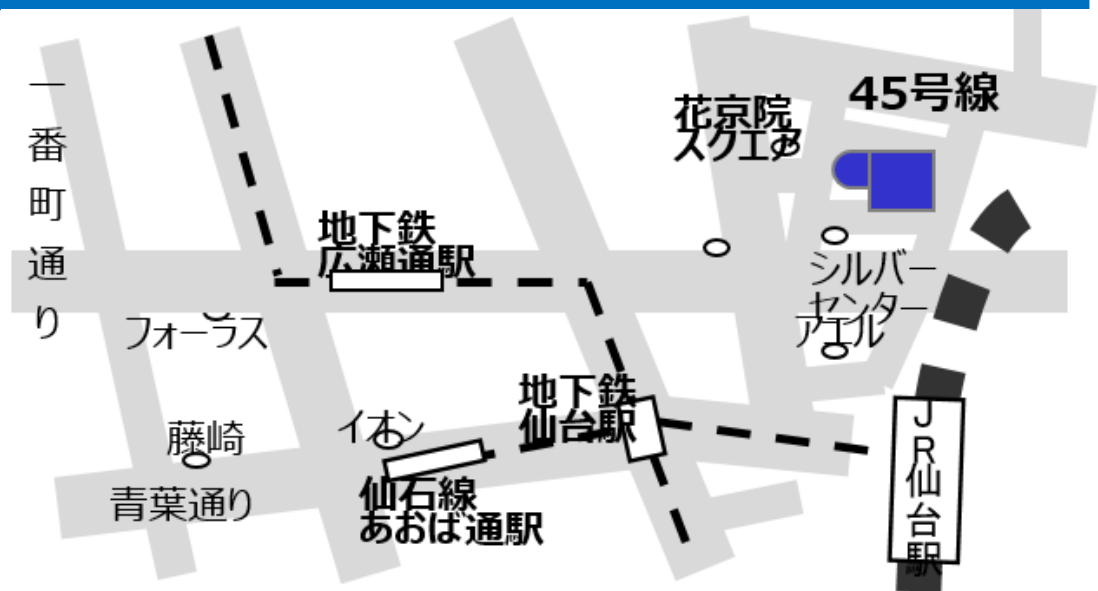 一番町通り
45号線
花京院
スクエア
地下鉄
広瀬通駅
シルバー
センター
アエル
フォーラス
地下鉄
仙台駅
イオン
藤崎
JR仙台駅
青葉通り
仙石線
あおば通駅